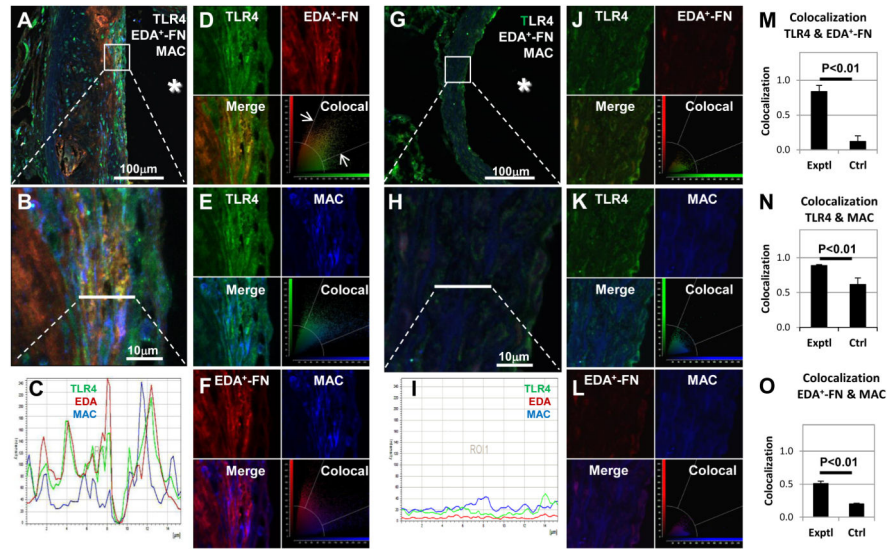 A
TLR4
EDA⁺-FN
MAC
*
100μm
B
10μm
C
TLR4
EDA
MAC
[μm]
D
TLR4
EDA⁺-FN
Merge
Colocal
E
TLR4
MAC
Merge
Colocal
F
EDA⁺-FN
MAC
Merge
Colocal
G
TLR4
EDA⁺-FN
MAC
*
100μm
H
10μm
I
TLR4
EDA
MAC
ROI1
[μm]
J
TLR4
EDA⁺-FN
Merge
Colocal
K
TLR4
MAC
Merge
Colocal
L
EDA⁺-FN
MAC
Merge
Colocal
M
Colocalization
TLR4 & EDA⁺-FN
P<0.01
Colocalization
1.0
0.5
0.0
Exptl Ctrl
N
Colocalization
TLR4 & MAC
P<0.01
Colocalization
1.0
0.5
0.0
Exptl Ctrl
O
Colocalization
EDA⁺-FN & MAC
P<0.01
Colocalization
1.0
0.5
0.0
Exptl Ctrl